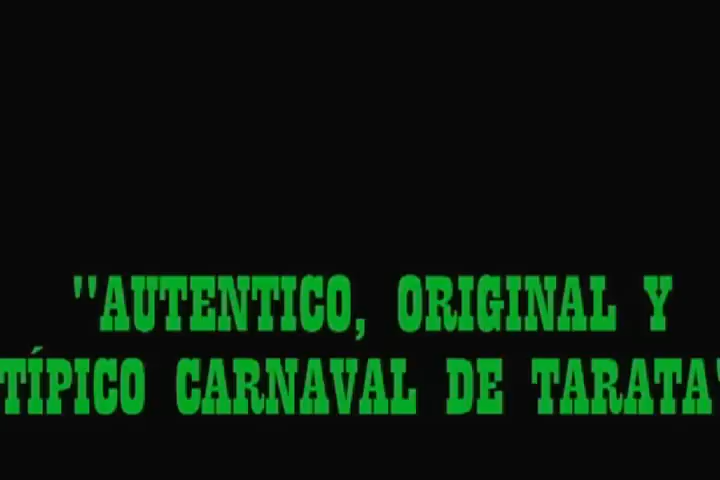 "AUTENTICO, ORIGINAL Y
TÍPICO CARNAVAL DE TARATA"